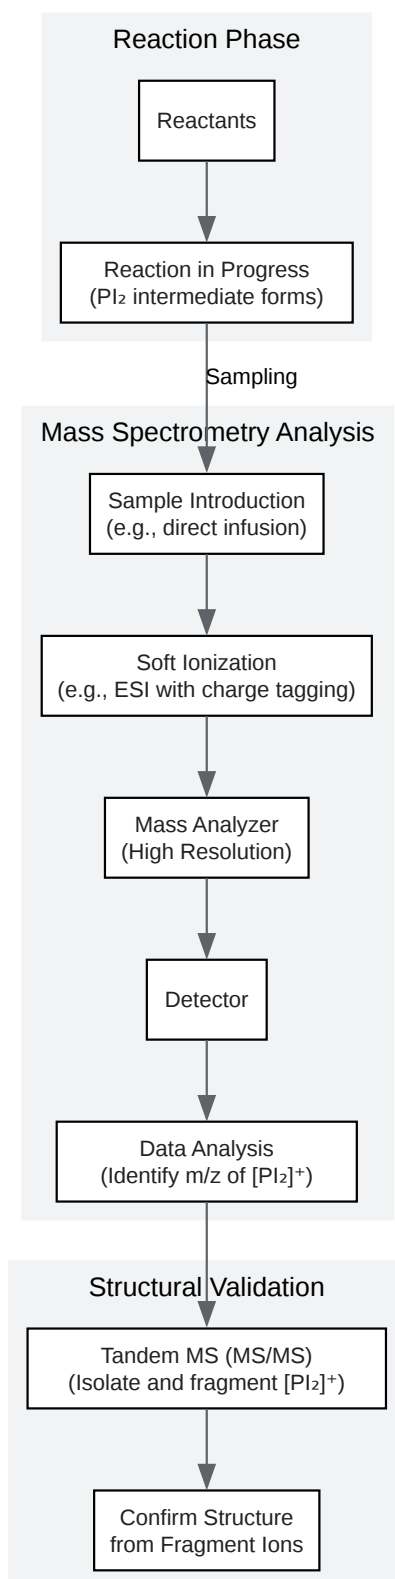 Reaction Phase
Reactants
Reaction in Progress
(PI₂ intermediate forms)
Sampling
Mass Spectrometry Analysis
Sample Introduction
(e.g., direct infusion)
Soft Ionization
(e.g., ESI with charge tagging)
Mass Analyzer
(High Resolution)
Detector
Data Analysis
(Identify m/z of [PI₂]⁺)
Structural Validation
Tandem MS (MS/MS)
(Isolate and fragment [PI₂]⁺)
Confirm Structure
from Fragment Ions